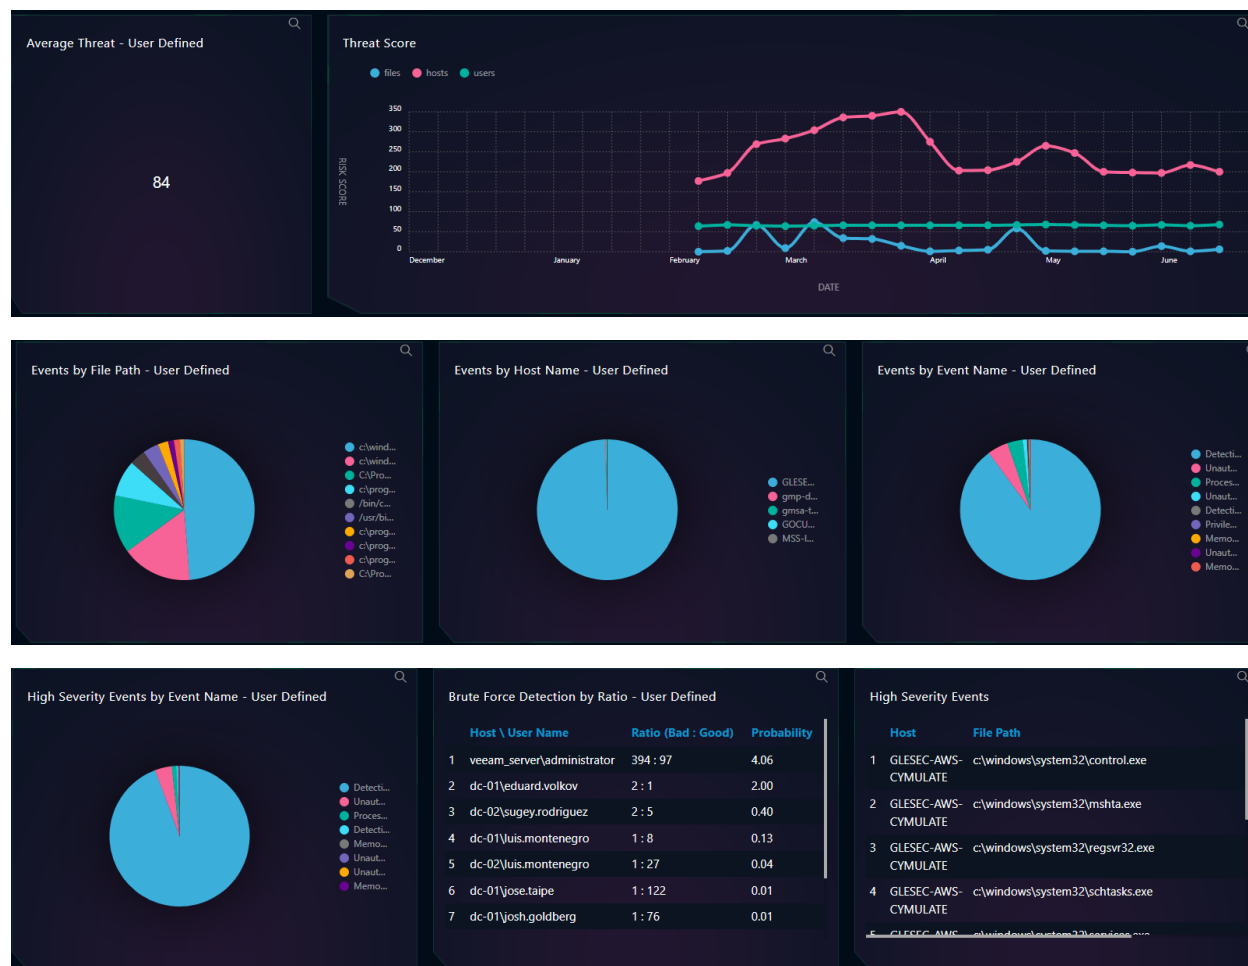 Average Threat - User Defined
84
Threat Score
files hosts users
350
300
250
200
150
100
50
0
RISK SCORE
December January February March April May June
DATE
Events by File Path - User Defined
c:\wind...
c:\wind...
C:\Pro...
c:\prog...
/bin/c...
/usr/bi...
c:\prog...
c:\prog...
c:\prog...
C:\Pro...
Events by Host Name - User Defined
GLESE...
gmp-d...
gmsa-t...
GOCU...
MSS-I...
Events by Event Name - User Defined
Detecti...
Unaut...
Proces...
Unaut...
Detecti...
Privile...
Memo...
Unaut...
Memo...
High Severity Events by Event Name - User Defined
Detecti...
Unaut...
Proces...
Detecti...
Memo...
Unaut...
Unaut...
Memo...
Brute Force Detection by Ratio - User Defined
Host \ User Name Ratio (Bad : Good) Probability
1 veeam_server\administrator 394 : 97 4.06
2 dc-01\eduard.volkov 2 : 1 2.00
3 dc-02\sugey.rodriguez 2 : 5 0.40
4 dc-01\luis.montenegro 1 : 8 0.13
5 dc-02\luis.montenegro 1 : 27 0.04
6 dc-01\jose.taipe 1 : 122 0.01
7 dc-01\josh.goldberg 1 : 76 0.01
High Severity Events
Host File Path
1 GLESEC-AWS- c:\windows\system32\control.exe
CYMULATE
2 GLESEC-AWS- c:\windows\system32\mshta.exe
CYMULATE
3 GLESEC-AWS- c:\windows\system32\regsvr32.exe
CYMULATE
4 GLESEC-AWS- c:\windows\system32\schtasks.exe
CYMULATE
5 GLESEC-AWS- c:\windows\system32\services.exe